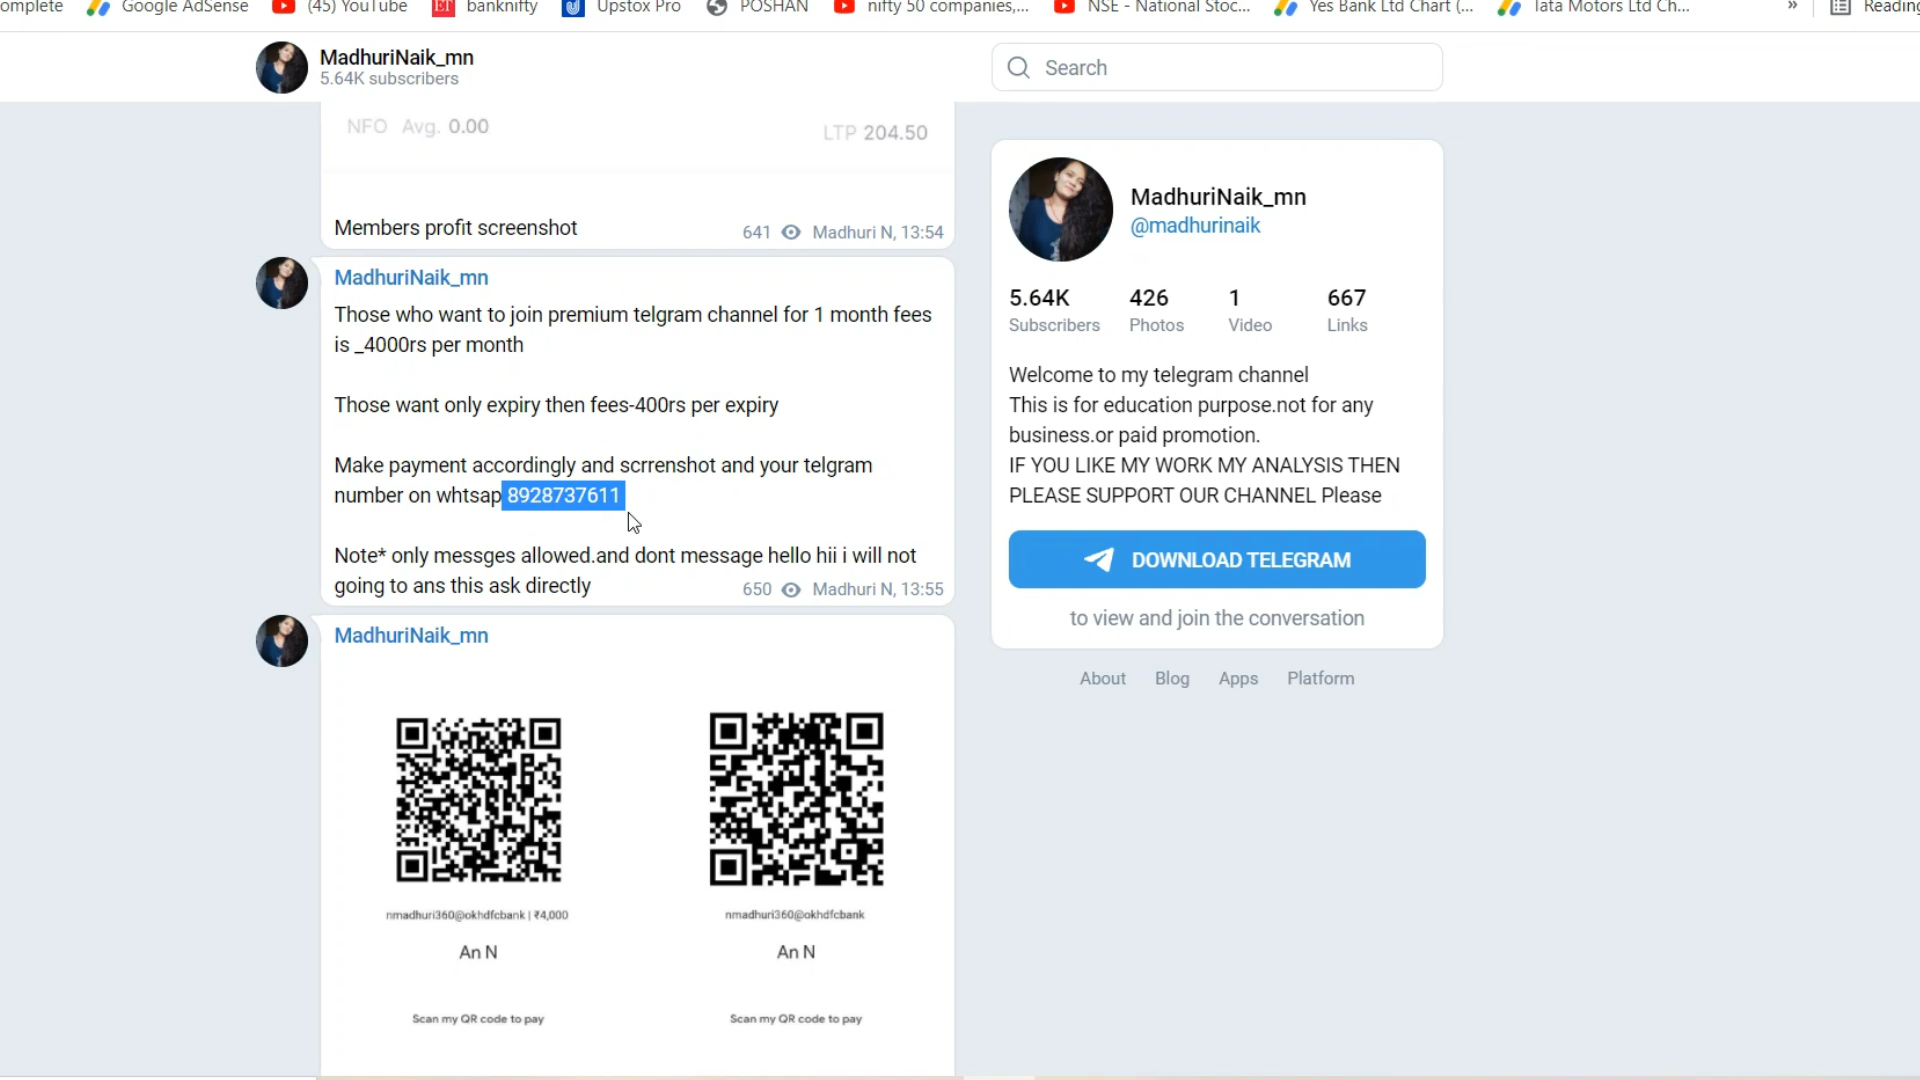 omplete Google AdSense (45) YouTube banknifty Upstox Pro POSHAN nifty 50 companies,... NSE - National Stoc... Yes Bank Ltd Chart (... Tata Motors Ltd Ch... » Reading
MadhuriNaik_mn
5.64K subscribers
Search
NFO Avg. 0.00
LTP 204.50
Members profit screenshot
641 Madhuri N, 13:54
MadhuriNaik_mn
Those who want to join premium telgram channel for 1 month fees
is _4000rs per month
Those want only expiry then fees-400rs per expiry
Make payment accordingly and scrrenshot and your telgram
number on whtsap 8928737611
Note* only messges allowed.and dont message hello hii i will not
going to ans this ask directly
650 Madhuri N, 13:55
MadhuriNaik_mn
nmadhuri360@okhdfcbank | ₹4,000
nmadhuri360@okhdfcbank
An N
An N
Scan my QR code to pay
Scan my QR code to pay
MadhuriNaik_mn
@madhurinaik
5.64K 426 1 667
Subscribers Photos Video Links
Welcome to my telegram channel
This is for education purpose.not for any
business.or paid promotion.
IF YOU LIKE MY WORK MY ANALYSIS THEN
PLEASE SUPPORT OUR CHANNEL Please
DOWNLOAD TELEGRAM
to view and join the conversation
About Blog Apps Platform